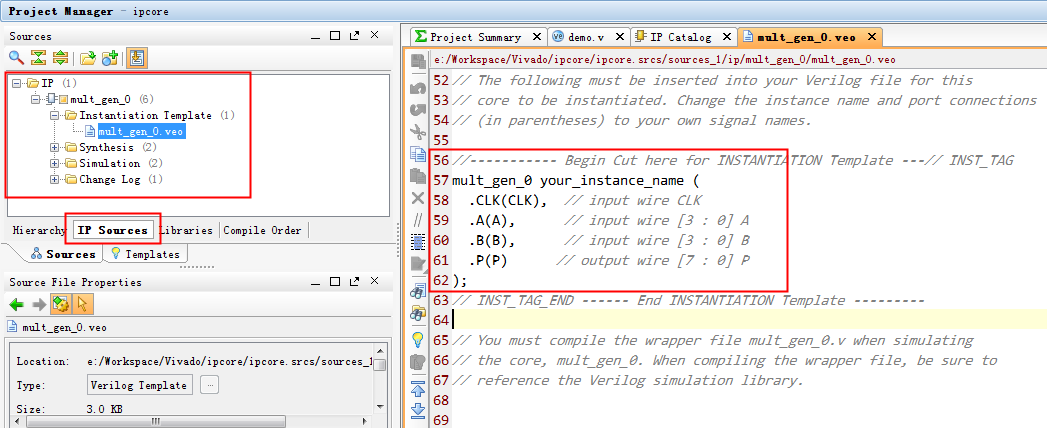 Project Manager - ipcore
Sources
IP (1)
mult_gen_0 (6)
Instantiation Template (1)
mult_gen_0.veo
Synthesis (2)
Simulation (2)
Change Log (1)
Hierarchy IP Sources Libraries Compile Order
Sources Templates
Source File Properties
mult_gen_0.veo
Location: e:/Workspace/Vivado/ipcore/ipcore.srcs/sources_1
Type: Verilog Template ...
Size: 3.0 KB
Project Summary demo.v IP Catalog mult_gen_0.veo
e:/Workspace/Vivado/ipcore/ipcore.srcs/sources_1/ip/mult_gen_0/mult_gen_0.veo
52 // The following must be inserted into your Verilog file for this
53 // core to be instantiated. Change the instance name and port connections
54 // (in parentheses) to your own signal names.
55
56 //----------- Begin Cut here for INSTANTIATION Template ---// INST_TAG
57 mult_gen_0 your_instance_name (
58 .CLK(CLK), // input wire CLK
59 .A(A), // input wire [3 : 0] A
60 .B(B), // input wire [3 : 0] B
61 .P(P) // output wire [7 : 0] P
62 );
63 // INST_TAG_END ------ End INSTANTIATION Template ---------
64
65 // You must compile the wrapper file mult_gen_0.v when simulating
66 // the core, mult_gen_0. When compiling the wrapper file, be sure to
67 // reference the Verilog simulation library.
68
69